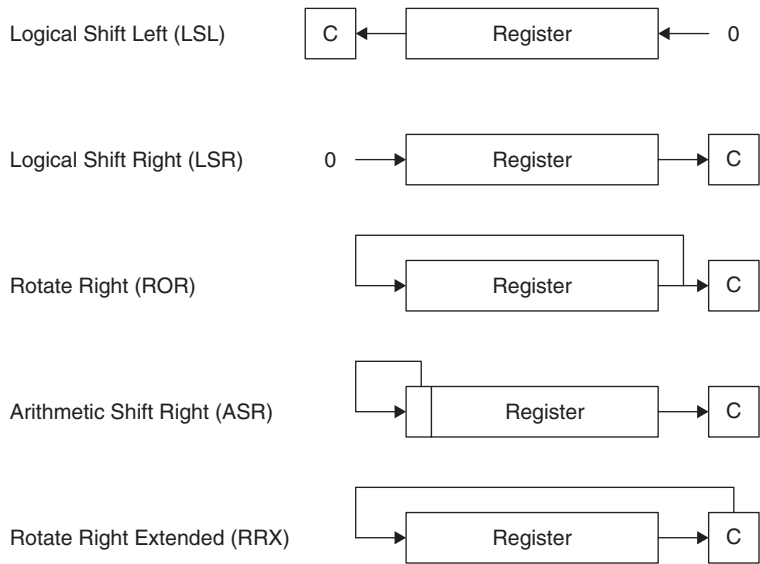 Logical Shift Left (LSL) C Register 0
Logical Shift Right (LSR) 0 Register C
Rotate Right (ROR) Register C
Arithmetic Shift Right (ASR) Register C
Rotate Right Extended (RRX) Register C